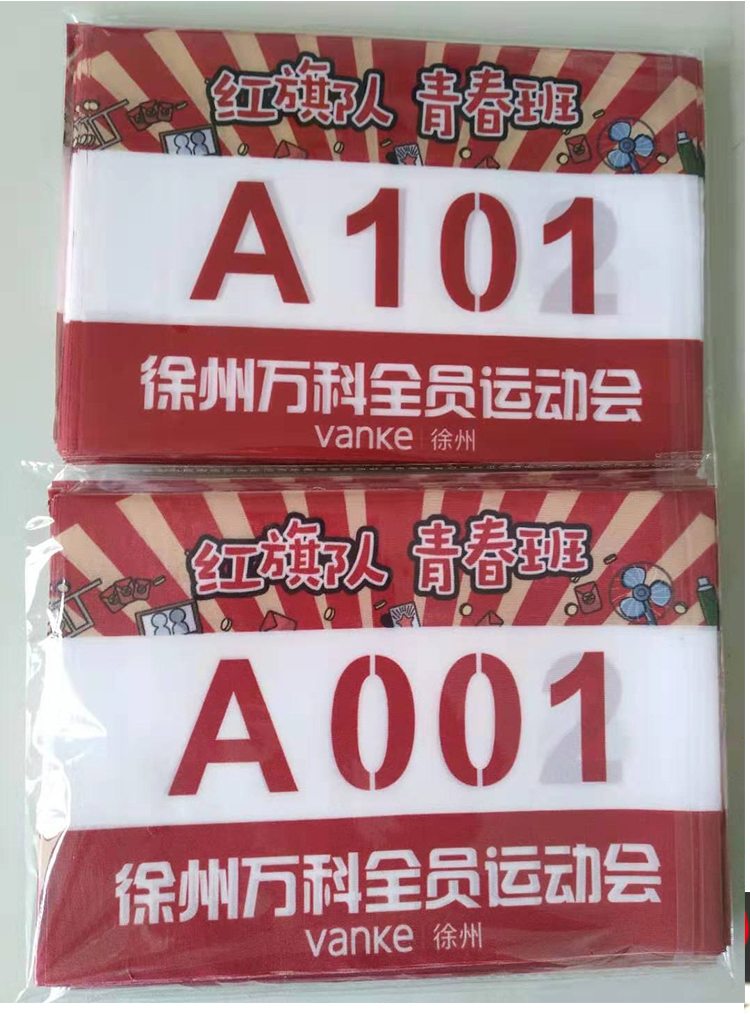 红旗队 青春班
A101
徐州万科全员运动会
vanke 徐州
红旗队 青春班
A001
徐州万科全员运动会
vanke 徐州